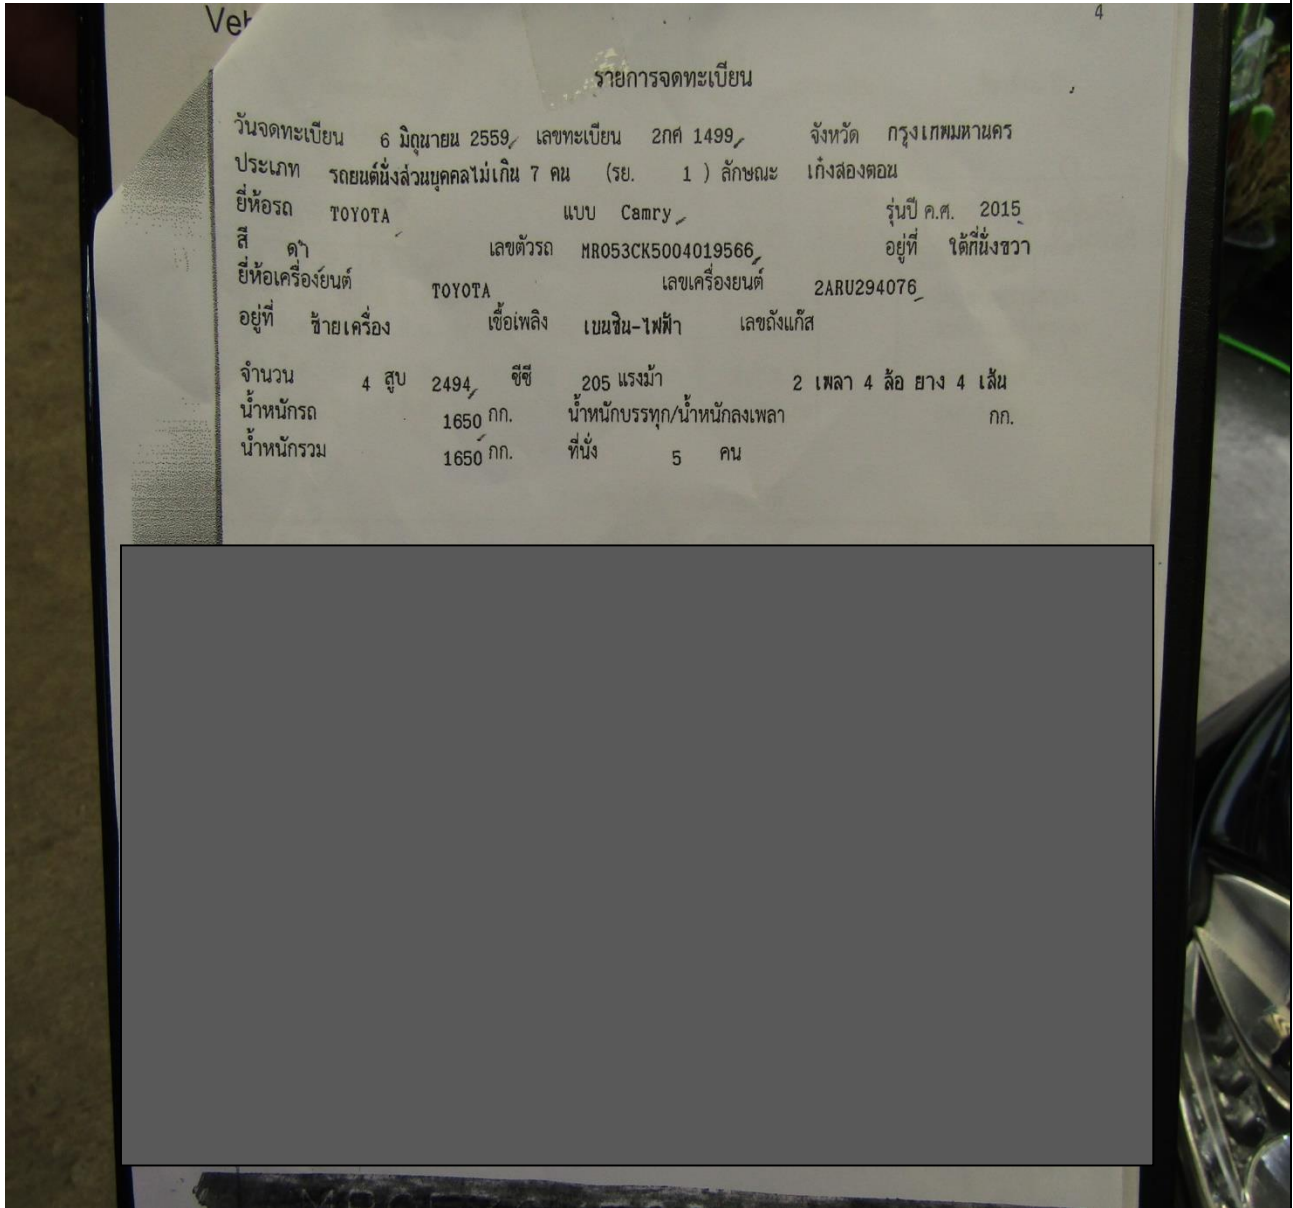 4
รายการจดทะเบียน
วันจดทะเบียน 6 มิถุนายน 2559 เลขทะเบียน 2กศ 1499 จังหวัด กรุงเทพมหานคร
ประเภท รถยนต์นั่งส่วนบุคคลไม่เกิน 7 คน (รย. 1 ) ลักษณะ เก๋งสองตอน
ยี่ห้อรถ TOYOTA แบบ Camry รุ่นปี ค.ศ. 2015
สี ดำ เลขตัวรถ MR053CK5004019566 อยู่ที่ ใต้ที่นั่งขวา
ยี่ห้อเครื่องยนต์ TOYOTA เลขเครื่องยนต์ 2ARU294076
อยู่ที่ ซ้ายเครื่อง เชื้อเพลิง เบนซิน-ไฟฟ้า เลขถังแก๊ส
จำนวน 4 สูบ 2494 ซีซี 205 แรงม้า 2 เพลา 4 ล้อ ยาง 4 เส้น
น้ำหนักรถ 1650 กก. น้ำหนักบรรทุก/น้ำหนักลงเพลา กก.
น้ำหนักรวม 1650 กก. ที่นั่ง 5 คน